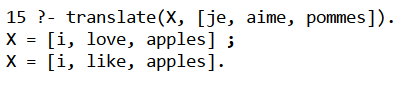 15 ?- translate(X, [je, aime, pommes]).
X = [i, love, apples] ;
X = [i, like, apples].